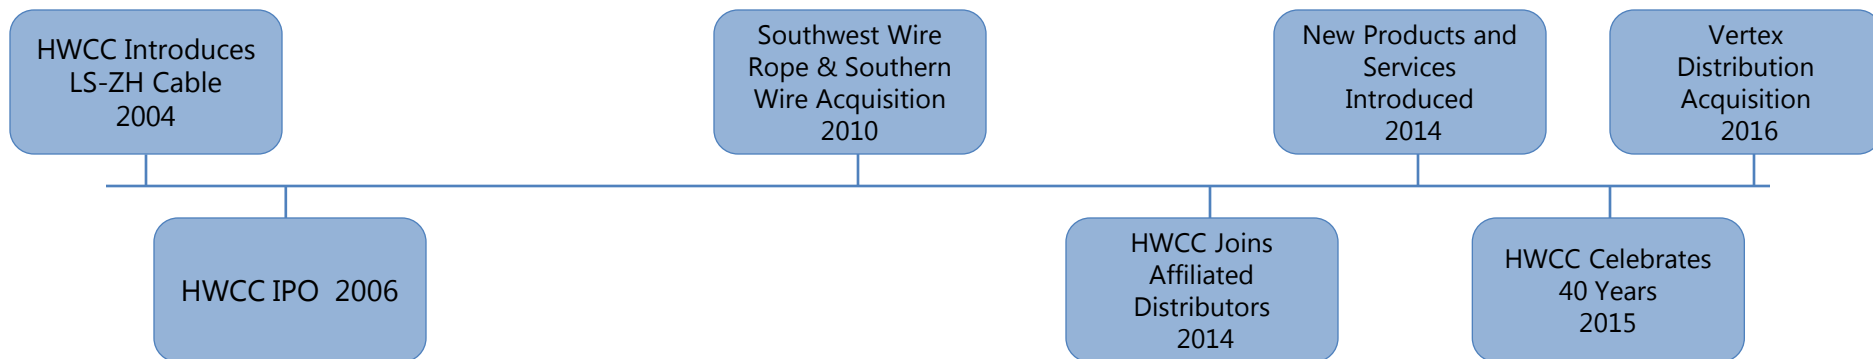 HWCC Introduces
LS-ZH Cable
2004
Southwest Wire
Rope & Southern
Wire Acquisition
2010
New Products and
Services
Introduced
2014
Vertex
Distribution
Acquisition
2016
HWCC IPO  2006
HWCC Joins
Affiliated
Distributors
2014
HWCC Celebrates
40 Years
2015